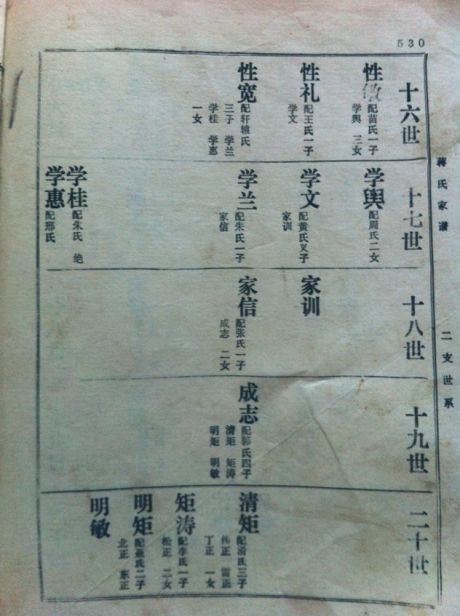 530
蒋氏家谱
二支世系
十六世
性
配苗氏一子
学舆 三女
性礼
配王氏一子
学文
性宽
配轩辕氏
三子 学兰
学桂 学惠
一女
十七世
学舆
配周氏二女
学文
配黄氏义子
家训
学兰
配朱氏一子
家信
学桂
配朱氏 绝
学惠
配邢氏
十八世
家训
家信
配张氏一子
成志 二女
十九世
成志
配郭氏四子
清矩 矩涛
明矩 明敏
二十世
清矩
配 氏三子
伟正 雷正
丁正 一女
矩涛
配李氏一子
松正 二女
明矩
配聂氏二子
北正 东正
明敏